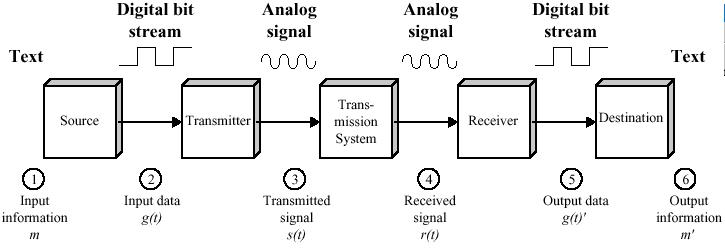 Digital bit
stream
Analog
signal
Analog
signal
Digital bit
stream
Text
Text
Source
Transmitter
Trans-
mission
System
Receiver
Destination
1
Input
information
m
2
Input data
g(t)
3
Transmitted
signal
s(t)
4
Received
signal
r(t)
5
Output data
g(t)'
6
Output
information
m'